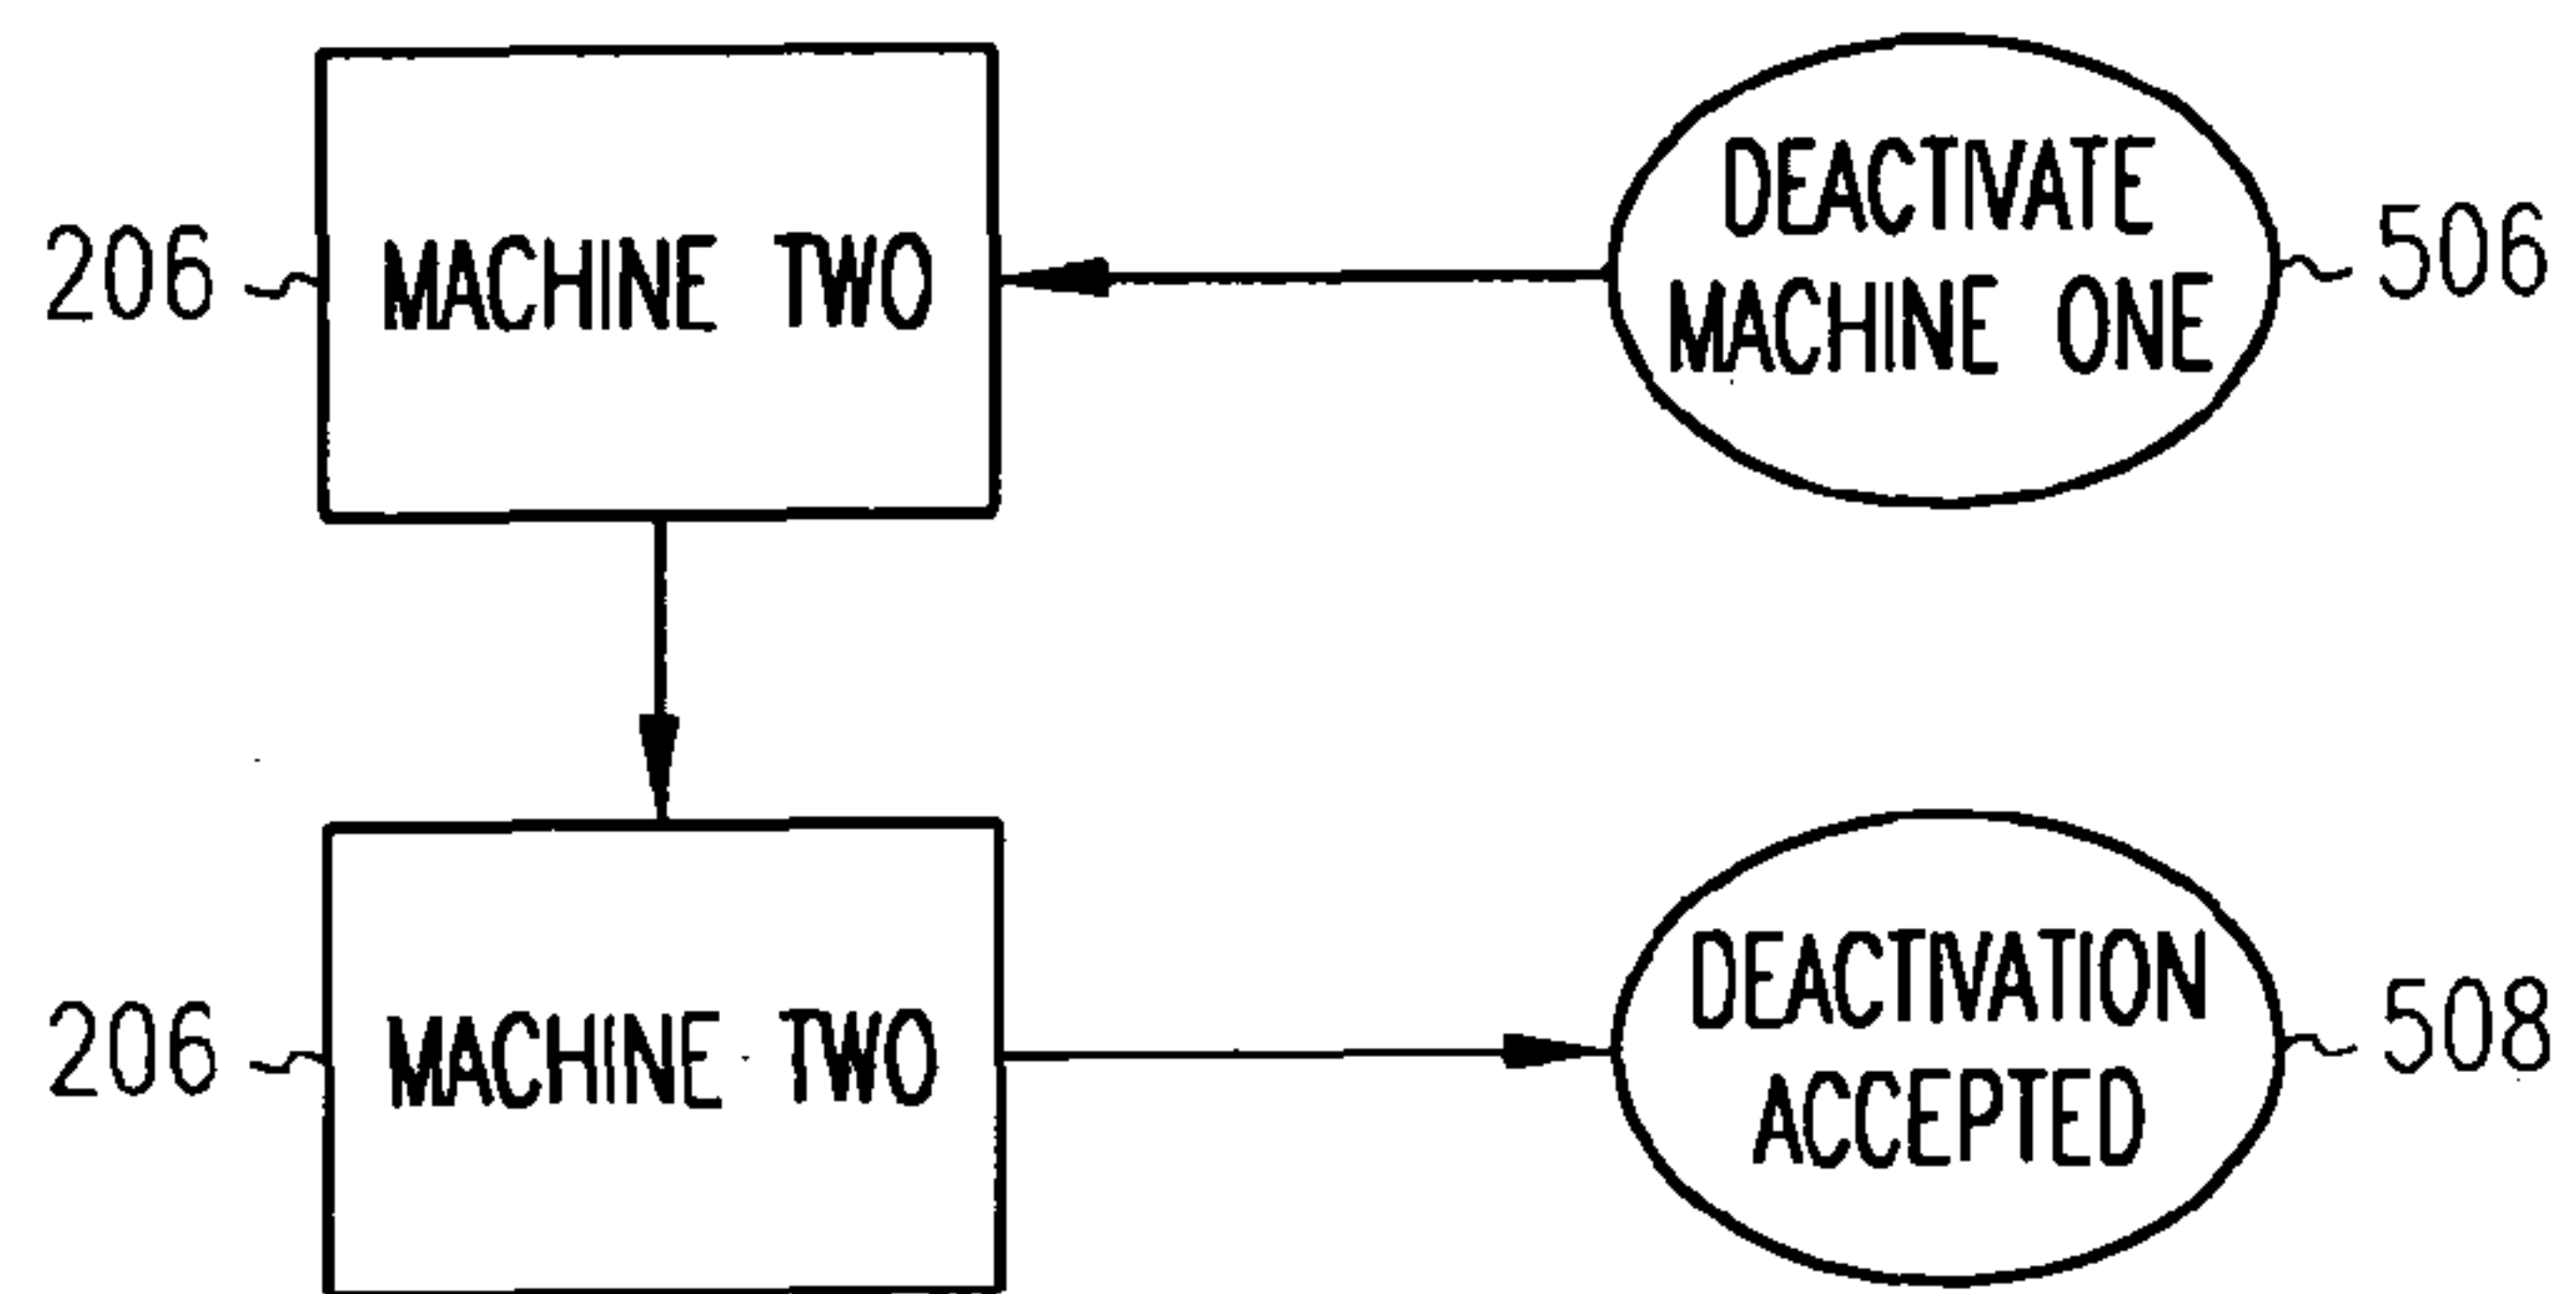 DEACTIVATE
MACHINE ONE
206
MACHINE TWO
506
DEACTIVATION
ACCEPTED
206
MACHINE TWO
508